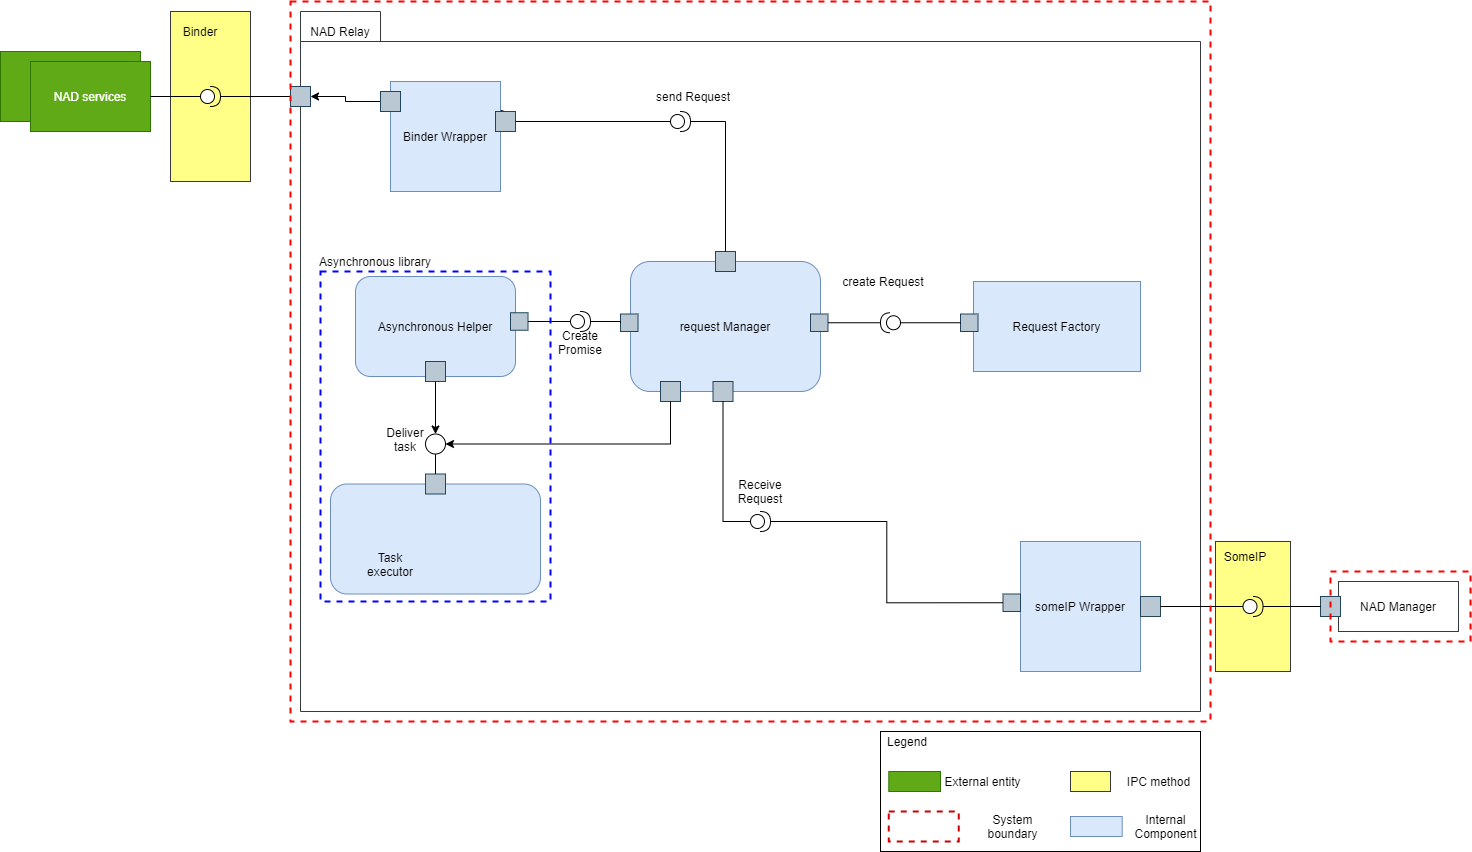 Binder
NAD Relay
NAD services
send Request
Binder Wrapper
Asynchronous library
create Request
Asynchronous Helper
request Manager
Request Factory
Create
Promise
Deliver
task
Receive
Request
Task
executor
SomeIP
someIP Wrapper
NAD Manager
Legend
External entity
IPC method
System
boundary
Internal
Component